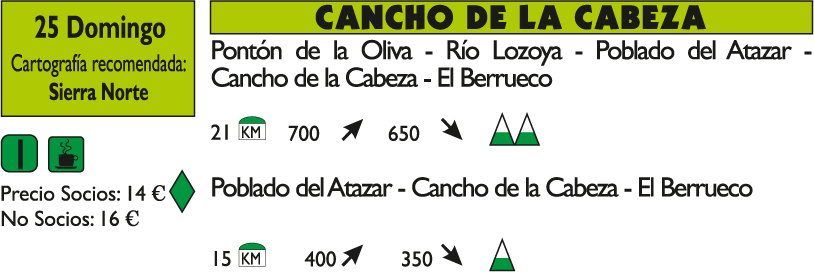 25 Domingo
Cartografía recomendada:
Sierra Norte
CANCHO DE LA CABEZA
Pontón de la Oliva - Río Lozoya - Poblado del Atazar -
Cancho de la Cabeza - El Berrueco
21 KM 700 650
I
Precio Socios: 14 €
No Socios: 16 €
Poblado del Atazar - Cancho de la Cabeza - El Berrueco
15 KM 400 350